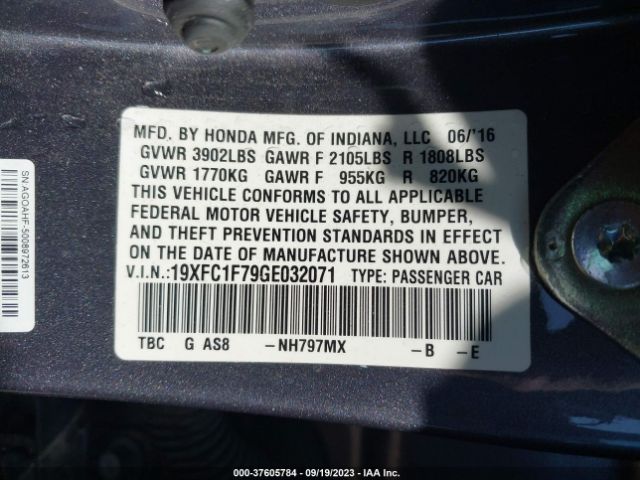 MFD. BY HONDA MFG. OF INDIANA, LLC 06/'16
GVWR 3902LBS GAWR F 2105LBS R 1808LBS
GVWR 1770KG GAWR F 955KG R 820KG
THIS VEHICLE CONFORMS TO ALL APPLICABLE
FEDERAL MOTOR VEHICLE SAFETY, BUMPER,
AND THEFT PREVENTION STANDARDS IN EFFECT
ON THE DATE OF MANUFACTURE SHOWN ABOVE.
V.I.N.:19XFC1F79GE032071 TYPE: PASSENGER CAR
TBC G AS8 -NH797MX -B -E
SN:AGOAHF-5008972613
000-37605784 - 09/19/2023 - IAA Inc.